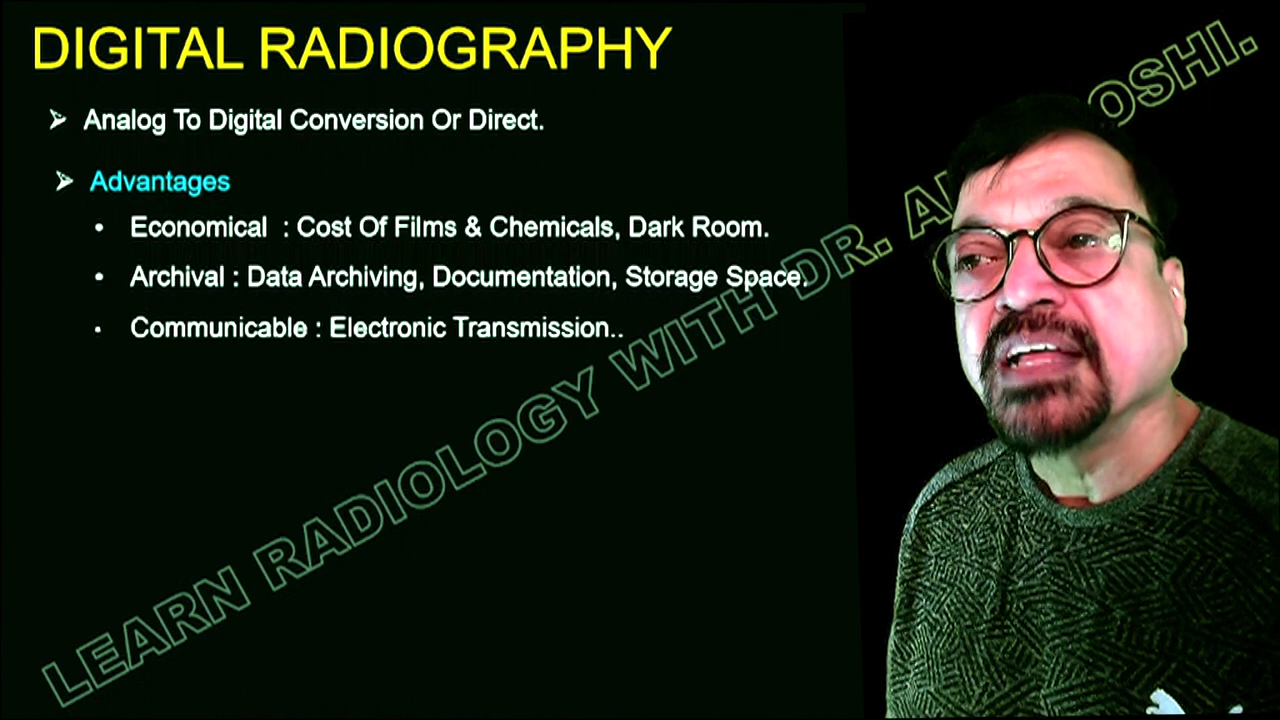 DIGITAL RADIOGRAPHY
Analog To Digital Conversion Or Direct.
Advantages
Economical : Cost Of Films & Chemicals, Dark Room.
Archival : Data Archiving, Documentation, Storage Space.
Communicable : Electronic Transmission..
LEARN RADIOLOGY WITH DR.